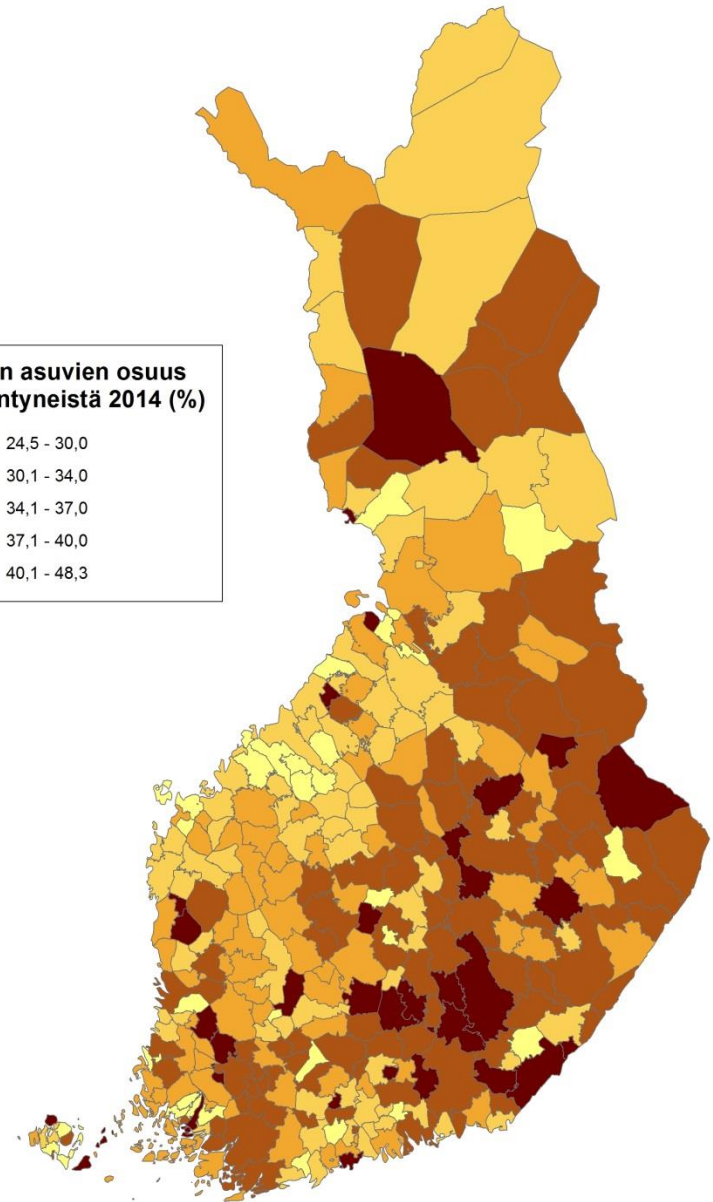 n asuvien osuus
ntyneistä 2014 (%)
24,5 - 30,0
30,1 - 34,0
34,1 - 37,0
37,1 - 40,0
40,1 - 48,3